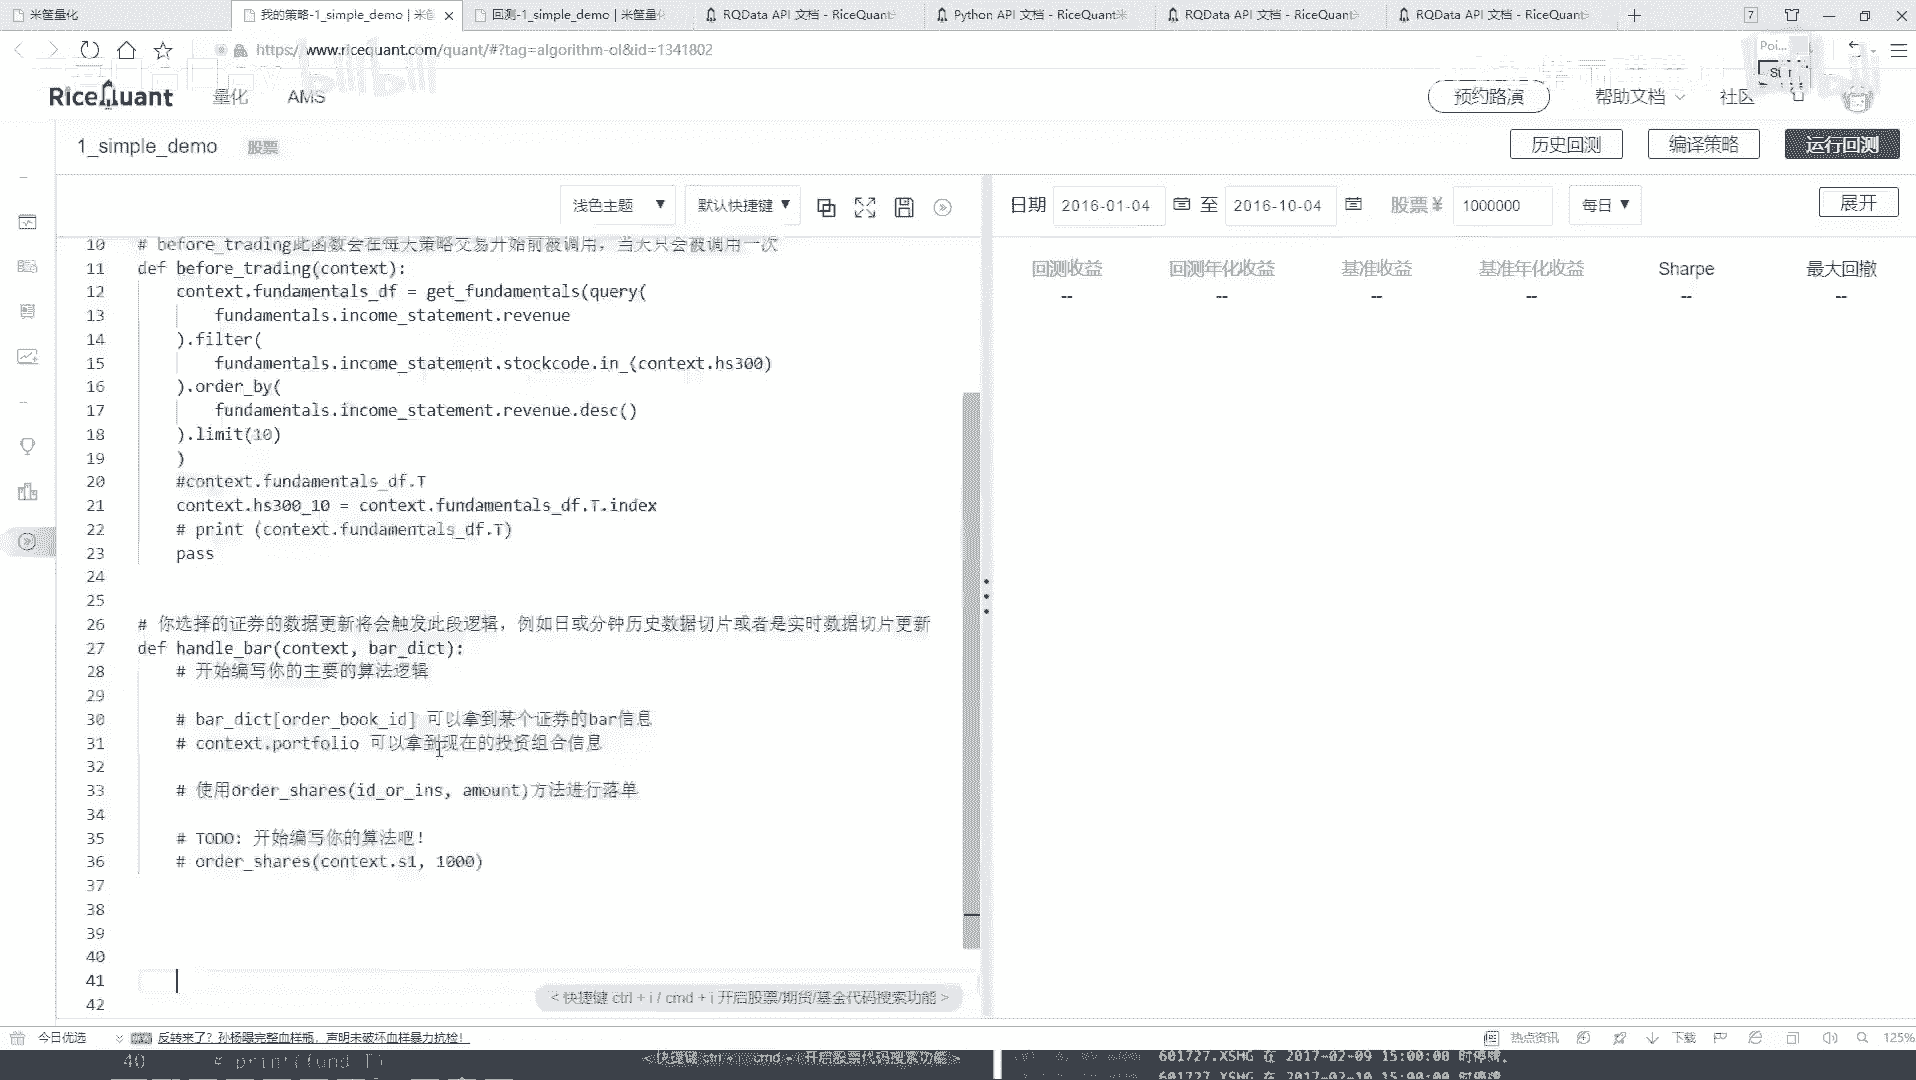 米筐量化
我的策略-1_simple_demo | 米筐
回测-1_simple_demo | 米筐量化
RQData API 文档 - RiceQuant
Python API 文档 - RiceQuant米
RQData API 文档 - RiceQuant
RQData API 文档 - RiceQuant
7
https://www.ricequant.com/quant/#?tag=algorithm-ol&id=1341802
Poi...
RiceQuant
量化
AMS
预约路演
帮助文档
社区
1_simple_demo
股票
历史回测
编译策略
运行回测
浅色主题 ▼
默认快捷键 ▼
日期
2016-01-04
至
2016-10-04
股票 ¥
1000000
每日 ▼
展开
回测收益
回测年化收益
基准收益
基准年化收益
Sharpe
最大回撤
--
--
--
--
--
--
10 # before_trading此函数会在每天策略交易开始前被调用，当天只会被调用一次
11 def before_trading(context):
12     context.fundamentals_df = get_fundamentals(query(
13         fundamentals.income_statement.revenue
14     ).filter(
15         fundamentals.income_statement.stockcode.in_(context.hs300)
16     ).order_by(
17         fundamentals.income_statement.revenue.desc()
18     ).limit(10)
19     )
20     #context.fundamentals_df.T
21     context.hs300_10 = context.fundamentals_df.T.index
22     # print (context.fundamentals_df.T)
23     pass
24
25
26 # 你选择的证券的数据更新将会触发此段逻辑，例如日或分钟历史数据切片或者是实时数据切片更新
27 def handle_bar(context, bar_dict):
28     # 开始编写你的主要的算法逻辑
29
30     # bar_dict[order_book_id] 可以拿到某个证券的bar信息
31     # context.portfolio 可以拿到现在的投资组合信息
32
33     # 使用order_shares(id_or_ins, amount)方法进行落单
34
35     # TODO: 开始编写你的算法吧！
36     # order_shares(context.s1, 1000)
37
38
39
40
41
42
< 快捷键 ctrl + i / cmd + i 开启股票/期货/基金代码搜索功能 >
今日优选
反转来了？孙杨曝完整血样瓶，声明未破坏血样暴力抗检！
热点资讯
下载
125%
40 # print(fund
开启股票代码搜索功能>
601727.XSHG 在 2017-02-09 15:00:00 时停牌。
601727.XSHG 在 2017-02-10 15:00:00 时停牌